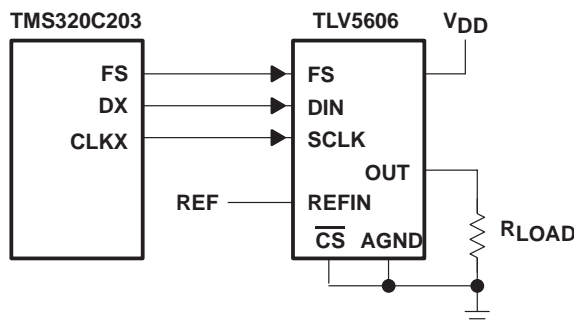 TMS320C203
TLV5606
VDD
FS
DX
CLKX
FS
DIN
SCLK
OUT
REF
REFIN
CS
AGND
RLOAD